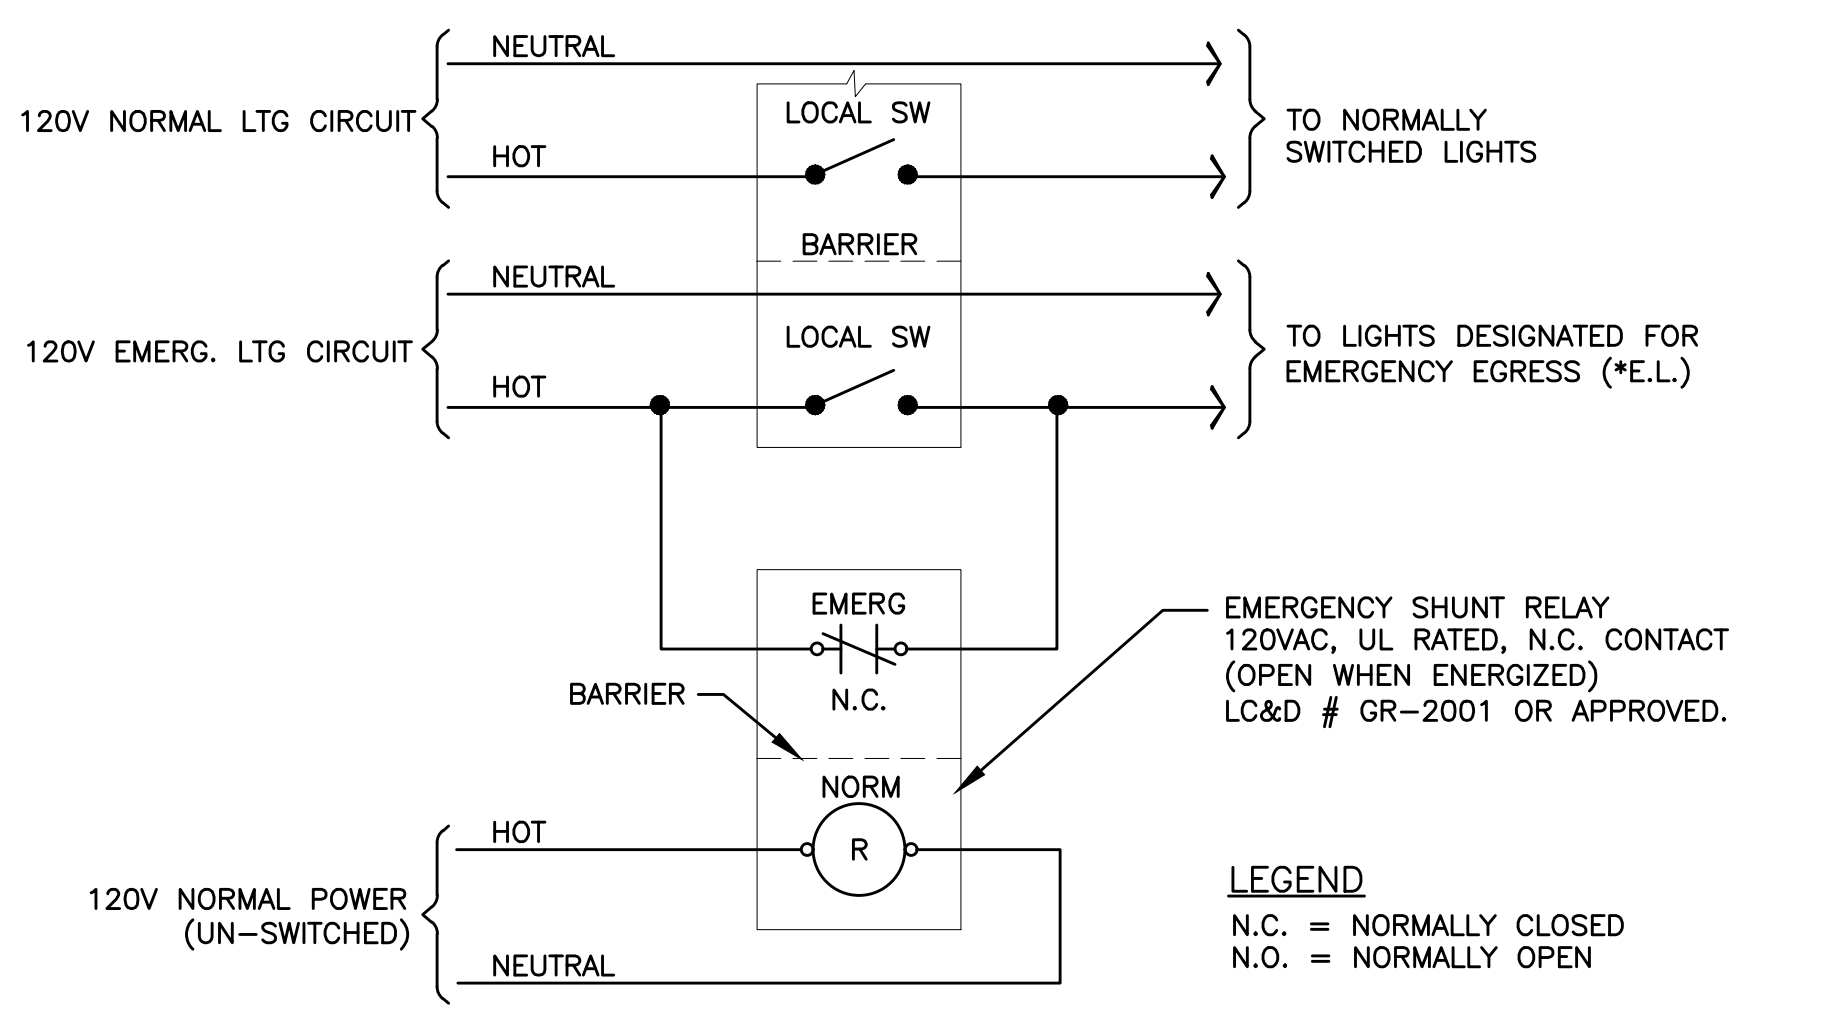 NEUTRAL
120V NORMAL LTG CIRCUIT
HOT
LOCAL SW
TO NORMALLY
SWITCHED LIGHTS
BARRIER
NEUTRAL
120V EMERG. LTG CIRCUIT
HOT
LOCAL SW
TO LIGHTS DESIGNATED FOR
EMERGENCY EGRESS (*E.L.)
EMERG
N.C.
BARRIER
EMERGENCY SHUNT RELAY
120VAC, UL RATED, N.C. CONTACT
(OPEN WHEN ENERGIZED)
LC&D # GR-2001 OR APPROVED.
NORM
R
HOT
120V NORMAL POWER
(UN-SWITCHED)
NEUTRAL
LEGEND
N.C. = NORMALLY CLOSED
N.O. = NORMALLY OPEN